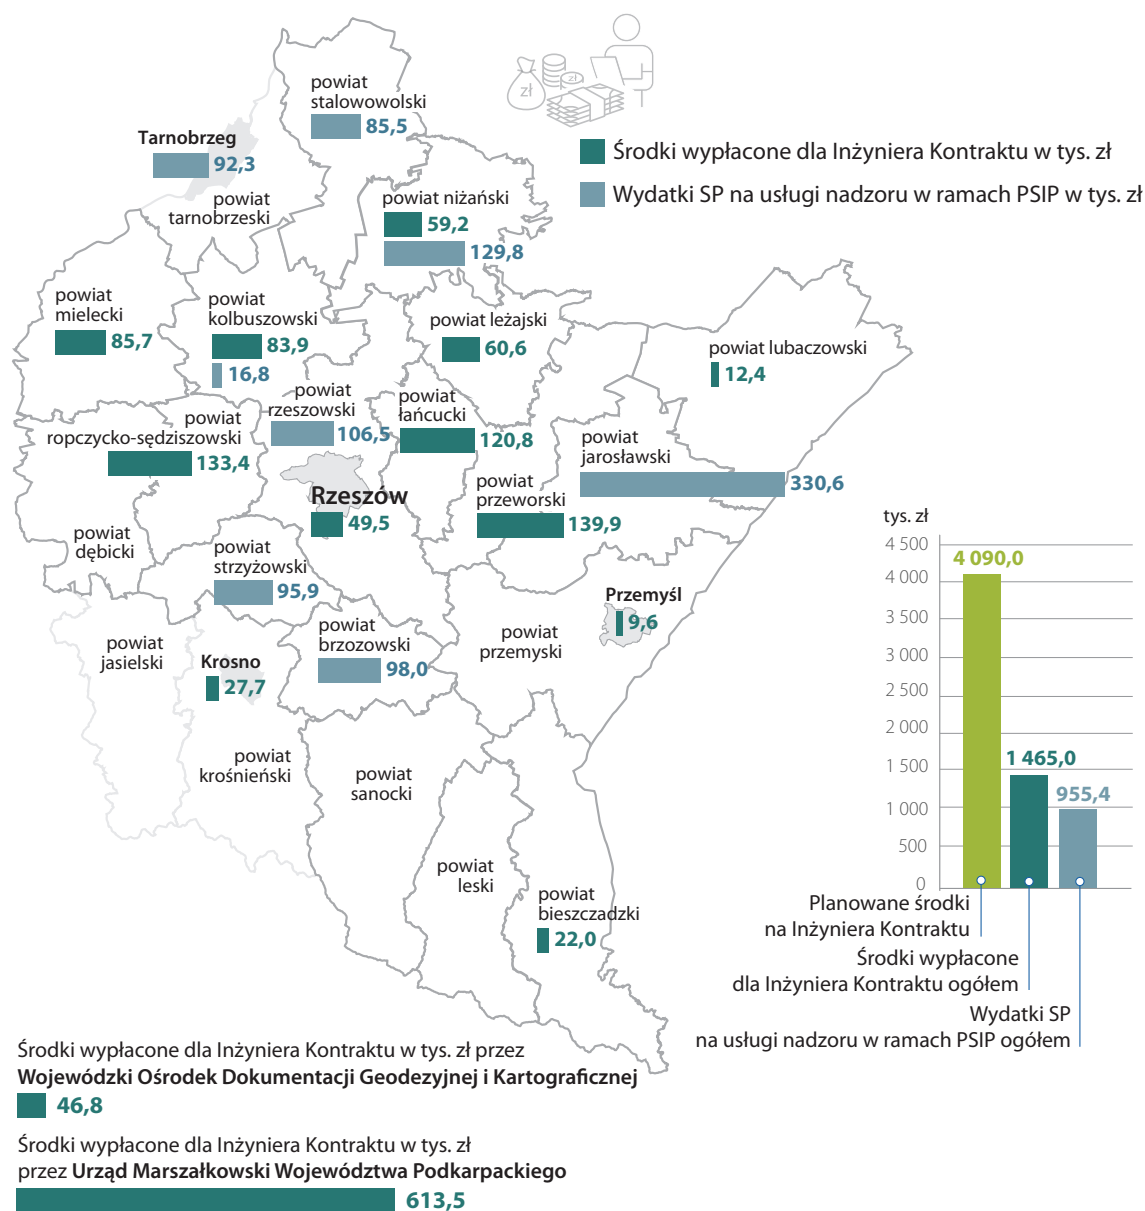 zł
zł
Środki wypłacone dla Inżyniera Kontraktu w tys. zł
Wydatki SP na usługi nadzoru w ramach PSIP w tys. zł
powiat
stalowowolski
85,5
Tarnobrzeg
92,3
powiat
tarnobrzeski
powiat niżański
59,2
129,8
powiat
mielecki
85,7
powiat
kolbuszowski
83,9
16,8
powiat leżajski
60,6
powiat lubaczowski
12,4
powiat
ropczycko-sędziszowski
133,4
powiat
rzeszowski
106,5
powiat
łańcucki
120,8
powiat
jarosławski
330,6
Rzeszów
49,5
powiat
przeworski
139,9
powiat
dębicki
powiat
strzyżowski
95,9
Przemyśl
9,6
powiat
przemyski
powiat
jasielski
Krosno
27,7
powiat
brzozowski
98,0
powiat
krośnieński
powiat
sanocki
powiat
leski
powiat
bieszczadzki
22,0
tys. zł
4 500
4 000
3 500
3 000
2 500
2 000
1 500
1 000
500
0
4 090,0
1 465,0
955,4
Planowane środki
na Inżyniera Kontraktu
Środki wypłacone
dla Inżyniera Kontraktu ogółem
Wydatki SP
na usługi nadzoru w ramach PSIP ogółem
Środki wypłacone dla Inżyniera Kontraktu w tys. zł przez
Wojewódzki Ośrodek Dokumentacji Geodezyjnej i Kartograficznej
46,8
Środki wypłacone dla Inżyniera Kontraktu w tys. zł
przez Urząd Marszałkowski Województwa Podkarpackiego
613,5